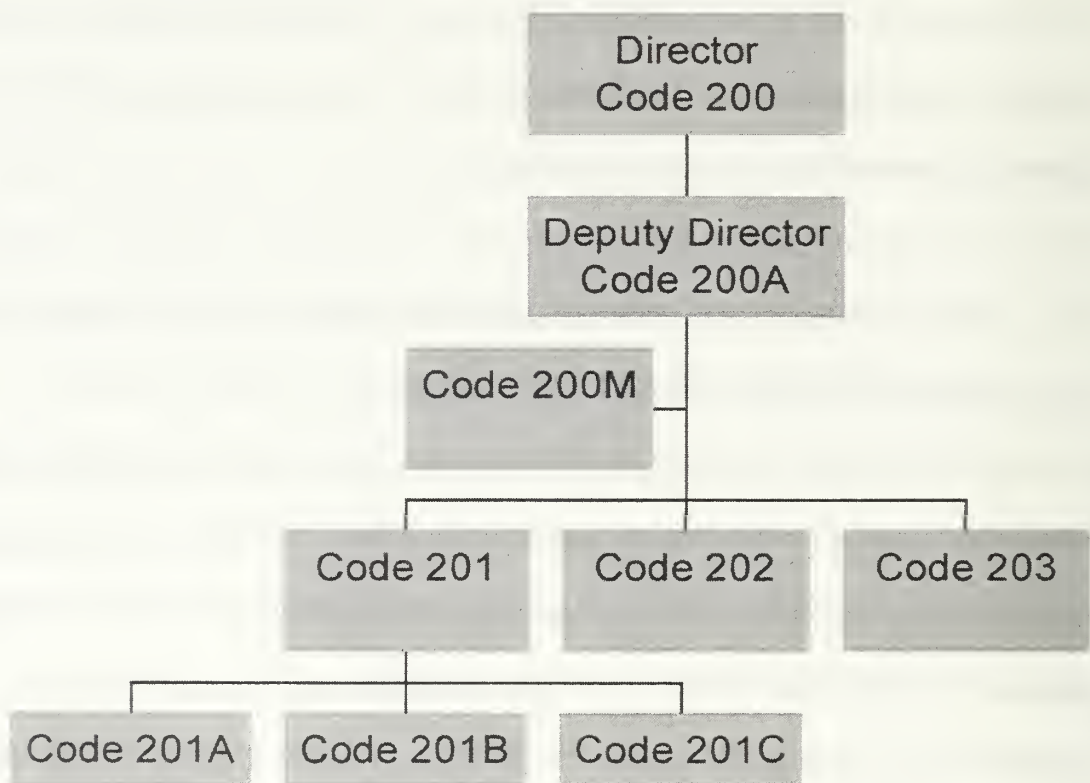 Director
Code 200
Deputy Director
Code 200A
Code 200M
Code 201
Code 202
Code 203
Code 201A
Code 201B
Code 201C